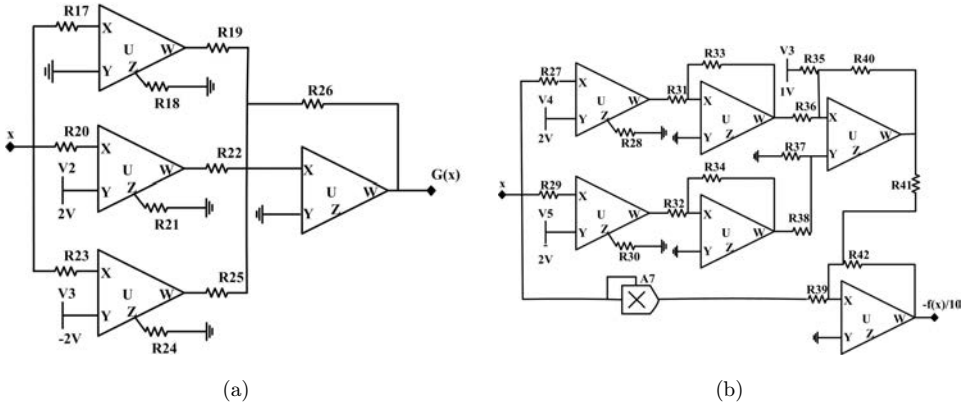 R17
X
U
W
Y
Z
R18
R19
R26
x
R20
X
V2
U
W
Y
Z
2V
R21
R22
X
U
W
Y
Z
G(x)
R23
X
V3
U
W
Y
Z
-2V
R24
R25
(a)
R27
X
V4
U
W
Y
Z
2V
R28
R31
R33
X
U
W
Y
Z
V3
1V
R35
R40
R36
X
U
W
Y
Z
R37
R41
x
R29
X
V5
U
W
Y
Z
2V
R30
R32
R34
X
U
W
Y
Z
R38
A7
R39
R42
X
U
W
Y
Z
-f(x)/10
(b)